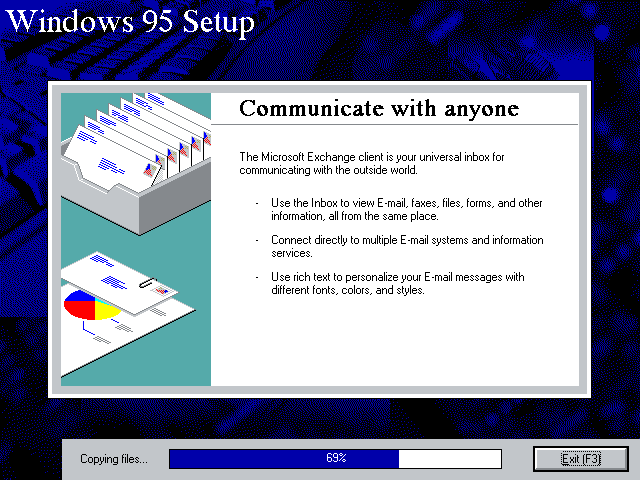 Windows 95 Setup
Communicate with anyone
The Microsoft Exchange client is your universal inbox for
communicating with the outside world.
- Use the Inbox to view E-mail, faxes, files, forms, and other
information, all from the same place.
- Connect directly to multiple E-mail systems and information
services.
- Use rich text to personalize your E-mail messages with
different fonts, colors, and styles.
Copying files... 69% Exit (F3)